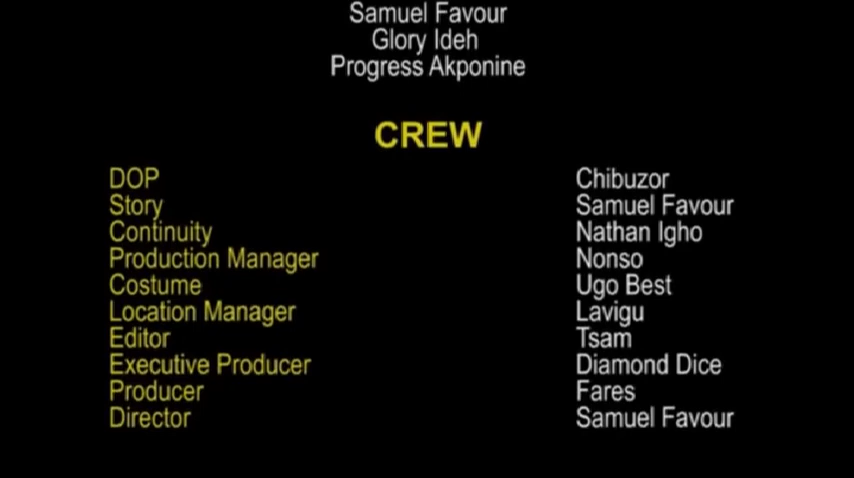 Samuel Favour
Glory Ideh
Progress Akponine
CREW
DOP Chibuzor
Story Samuel Favour
Continuity Nathan Igho
Production Manager Nonso
Costume Ugo Best
Location Manager Lavigu
Editor Tsam
Executive Producer Diamond Dice
Producer Fares
Director Samuel Favour